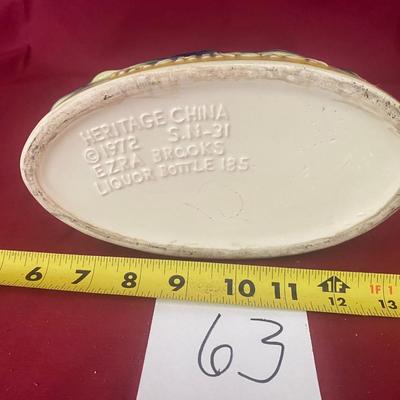 HERITAGE CHINA
©1972 S.N-31
EZRA BROOKS
LIQUOR BOTTLE 185
6 7 8 9 10 11 1F 12 1F 1 13
63